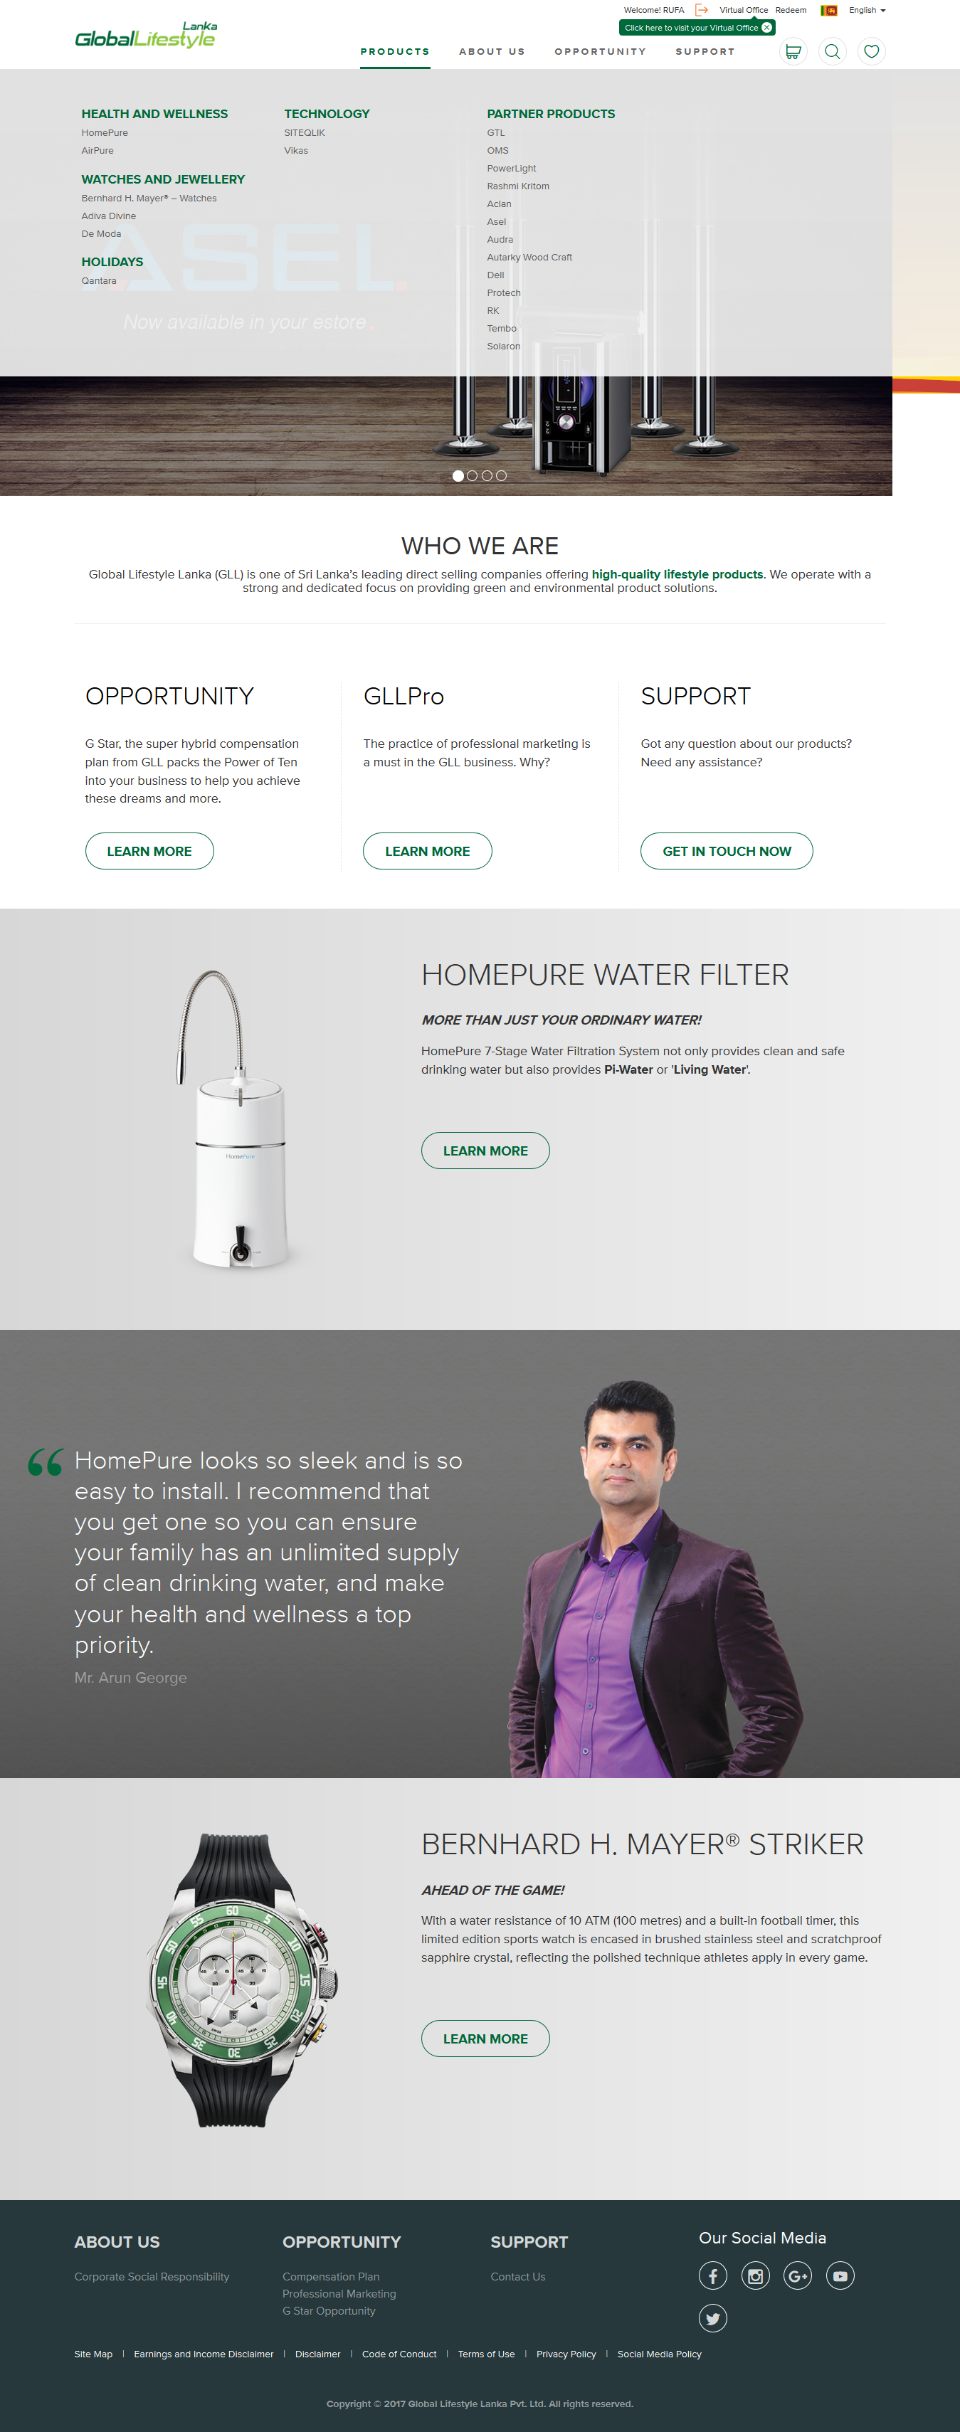 Welcome! RUFA
Virtual Office
Redeem
English
Click here to visit your Virtual Office
Lanka
GlobalLifestyle
PRODUCTS
ABOUT US
OPPORTUNITY
SUPPORT
HEALTH AND WELLNESS
HomePure
AirPure
WATCHES AND JEWELLERY
Bernhard H. Mayer® – Watches
Adiva Divine
De Moda
HOLIDAYS
Qantara
TECHNOLOGY
SITEQLIK
Vikas
PARTNER PRODUCTS
GTL
OMS
PowerLight
Rashmi Kritom
Aclan
Asel
Audra
Autarky Wood Craft
Dell
Protech
RK
Tembo
Solaron
ASEL
Now available in your estore .
WHO WE ARE
Global Lifestyle Lanka (GLL) is one of Sri Lanka's leading direct selling companies offering high-quality lifestyle products. We operate with a
strong and dedicated focus on providing green and environmental product solutions.
OPPORTUNITY
G Star, the super hybrid compensation
plan from GLL packs the Power of Ten
into your business to help you achieve
these dreams and more.
LEARN MORE
GLLPro
The practice of professional marketing is
a must in the GLL business. Why?
LEARN MORE
SUPPORT
Got any question about our products?
Need any assistance?
GET IN TOUCH NOW
HOMEPURE WATER FILTER
MORE THAN JUST YOUR ORDINARY WATER!
HomePure 7-Stage Water Filtration System not only provides clean and safe
drinking water but also provides Pi-Water or 'Living Water'.
LEARN MORE
HomePure
HomePure looks so sleek and is so
easy to install. I recommend that
you get one so you can ensure
your family has an unlimited supply
of clean drinking water, and make
your health and wellness a top
priority.
Mr. Arun George
BERNHARD H. MAYER® STRIKER
AHEAD OF THE GAME!
With a water resistance of 10 ATM (100 metres) and a built-in football timer, this
limited edition sports watch is encased in brushed stainless steel and scratchproof
sapphire crystal, reflecting the polished technique athletes apply in every game.
LEARN MORE
60
5
10
15
20
25
30
35
40
45
50
55
ABOUT US
Corporate Social Responsibility
OPPORTUNITY
Compensation Plan
Professional Marketing
G Star Opportunity
SUPPORT
Contact Us
Our Social Media
Site Map | Earnings and Income Disclaimer | Disclaimer | Code of Conduct | Terms of Use | Privacy Policy | Social Media Policy
Copyright © 2017 Global Lifestyle Lanka Pvt. Ltd. All rights reserved.